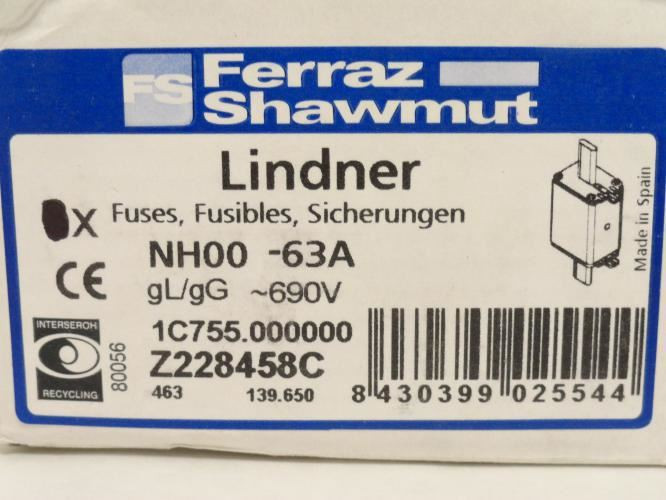 FS Ferraz
Shawmut
Lindner
x Fuses, Fusibles, Sicherungen
NH00 -63A
CE gL/gG ~690V
Made in Spain
INTERSEROH
RECYCLING
80056
1C755.000000
Z228458C
463 139.650
8 430399 025544